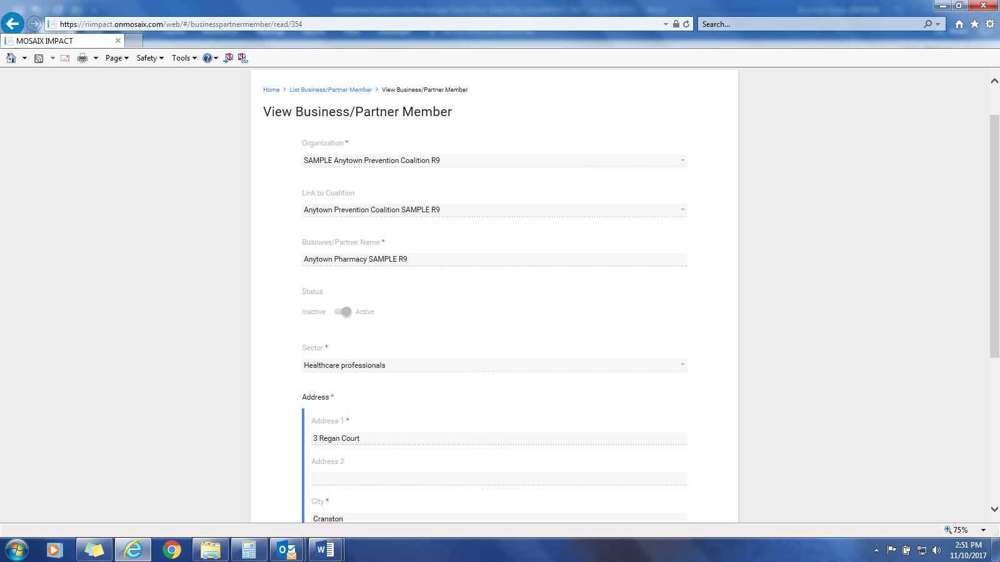 https://riimpact.onmosaix.com/web/#/businesspartnermember/read/354
Search...
MOSAIX IMPACT
Page Safety Tools
Home > List Business/Partner Member > View Business/Partner Member
View Business/Partner Member
Organization *
SAMPLE Anytown Prevention Coalition R9
Link to Coalition
Anytown Prevention Coalition SAMPLE R9
Business/Partner Name *
Anytown Pharmacy SAMPLE R9
Status
Inactive Active
Sector *
Healthcare professionals
Address *
Address 1 *
3 Regan Court
Address 2
City *
Cranston
75%
2:51 PM
11/10/2017